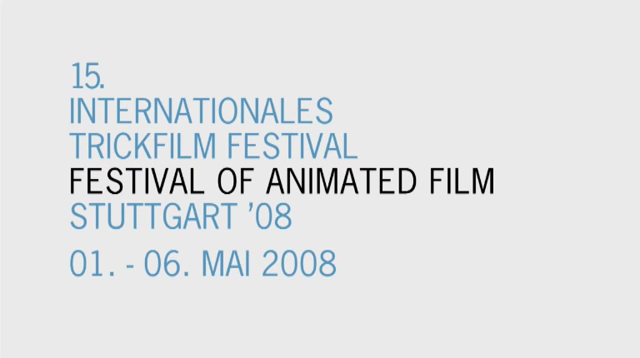 15.
INTERNATIONALES
TRICKFILM FESTIVAL
FESTIVAL OF ANIMATED FILM
STUTTGART '08
01. - 06. MAI 2008